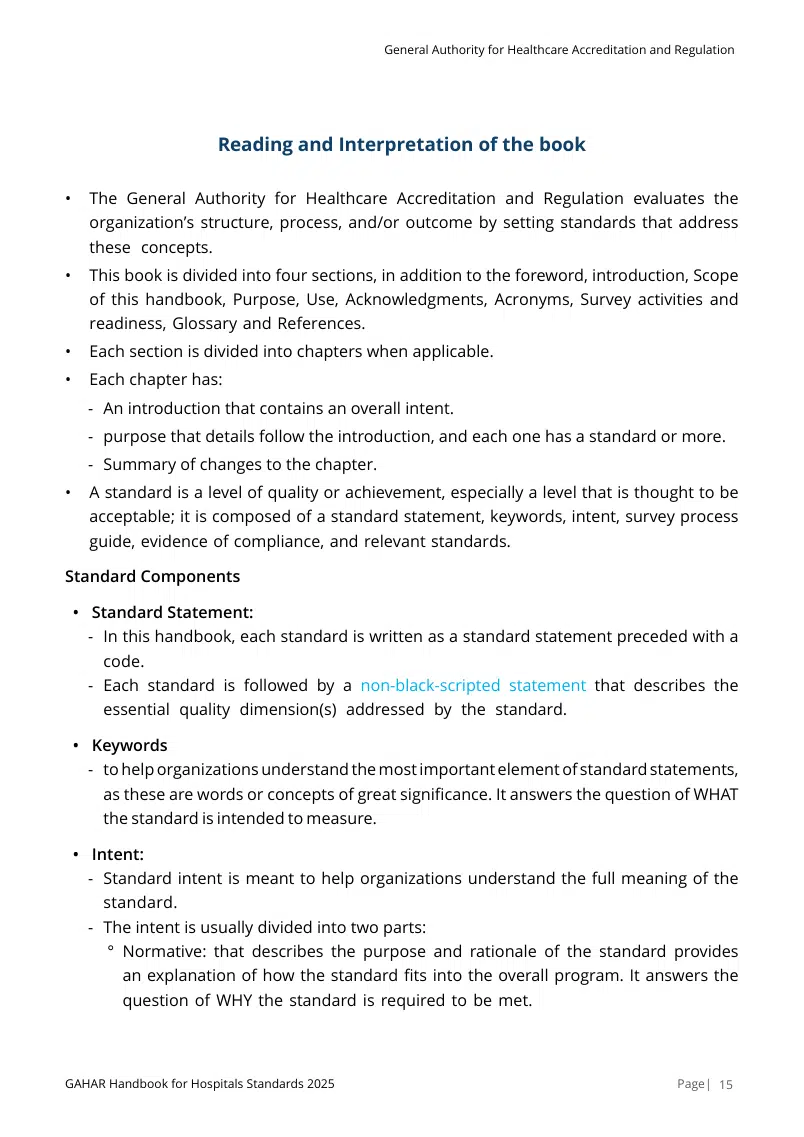 General Authority for Healthcare Accreditation and Regulation
Reading and Interpretation of the book
• The General Authority for Healthcare Accreditation and Regulation evaluates the
organization’s structure, process, and/or outcome by setting standards that address
these concepts.
• This book is divided into four sections, in addition to the foreword, introduction, Scope
of this handbook, Purpose, Use, Acknowledgments, Acronyms, Survey activities and
readiness, Glossary and References.
• Each section is divided into chapters when applicable.
• Each chapter has:
- An introduction that contains an overall intent.
- purpose that details follow the introduction, and each one has a standard or more.
- Summary of changes to the chapter.
• A standard is a level of quality or achievement, especially a level that is thought to be
acceptable; it is composed of a standard statement, keywords, intent, survey process
guide, evidence of compliance, and relevant standards.
Standard Components
• Standard Statement:
- In this handbook, each standard is written as a standard statement preceded with a
code.
- Each standard is followed by a non-black-scripted statement that describes the
essential quality dimension(s) addressed by the standard.
• Keywords
- to help organizations understand the most important element of standard statements,
as these are words or concepts of great significance. It answers the question of WHAT
the standard is intended to measure.
• Intent:
- Standard intent is meant to help organizations understand the full meaning of the
standard.
- The intent is usually divided into two parts:
° Normative: that describes the purpose and rationale of the standard provides
an explanation of how the standard fits into the overall program. It answers the
question of WHY the standard is required to be met.
GAHAR Handbook for Hospitals Standards 2025
Page| 15